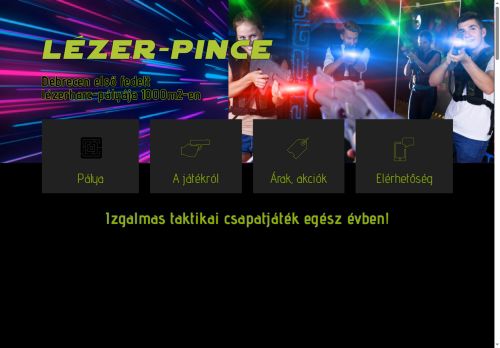 LÉZER-PINCE
Debrecen első fedett
lézerharc pályája 1000m2-en
Pálya
A játékról
Árak, akciók
Elérhetőség
Izgalmas taktikai csapatjáték egész évben!